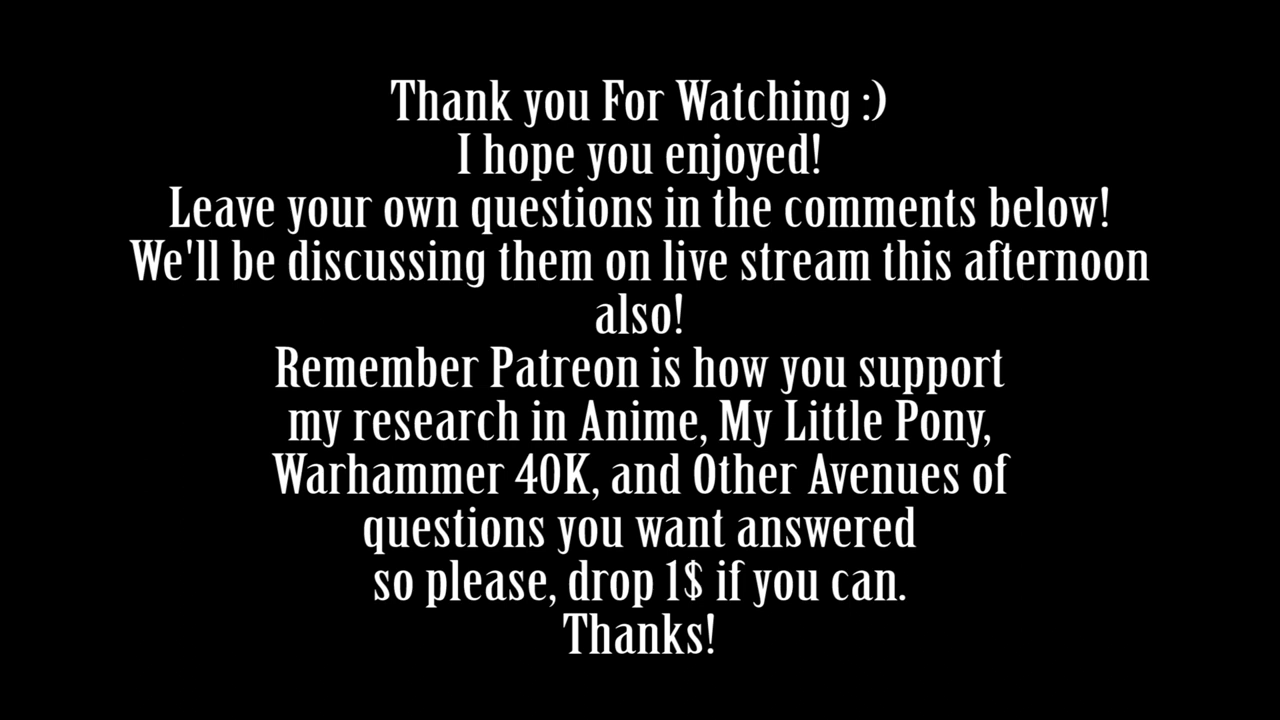 Thank you For Watching :)
I hope you enjoyed!
Leave your own questions in the comments below!
We'll be discussing them on live stream this afternoon
also!
Remember Patreon is how you support
my research in Anime, My Little Pony,
Warhammer 40K, and Other Avenues of
questions you want answered
so please, drop 1$ if you can.
Thanks!